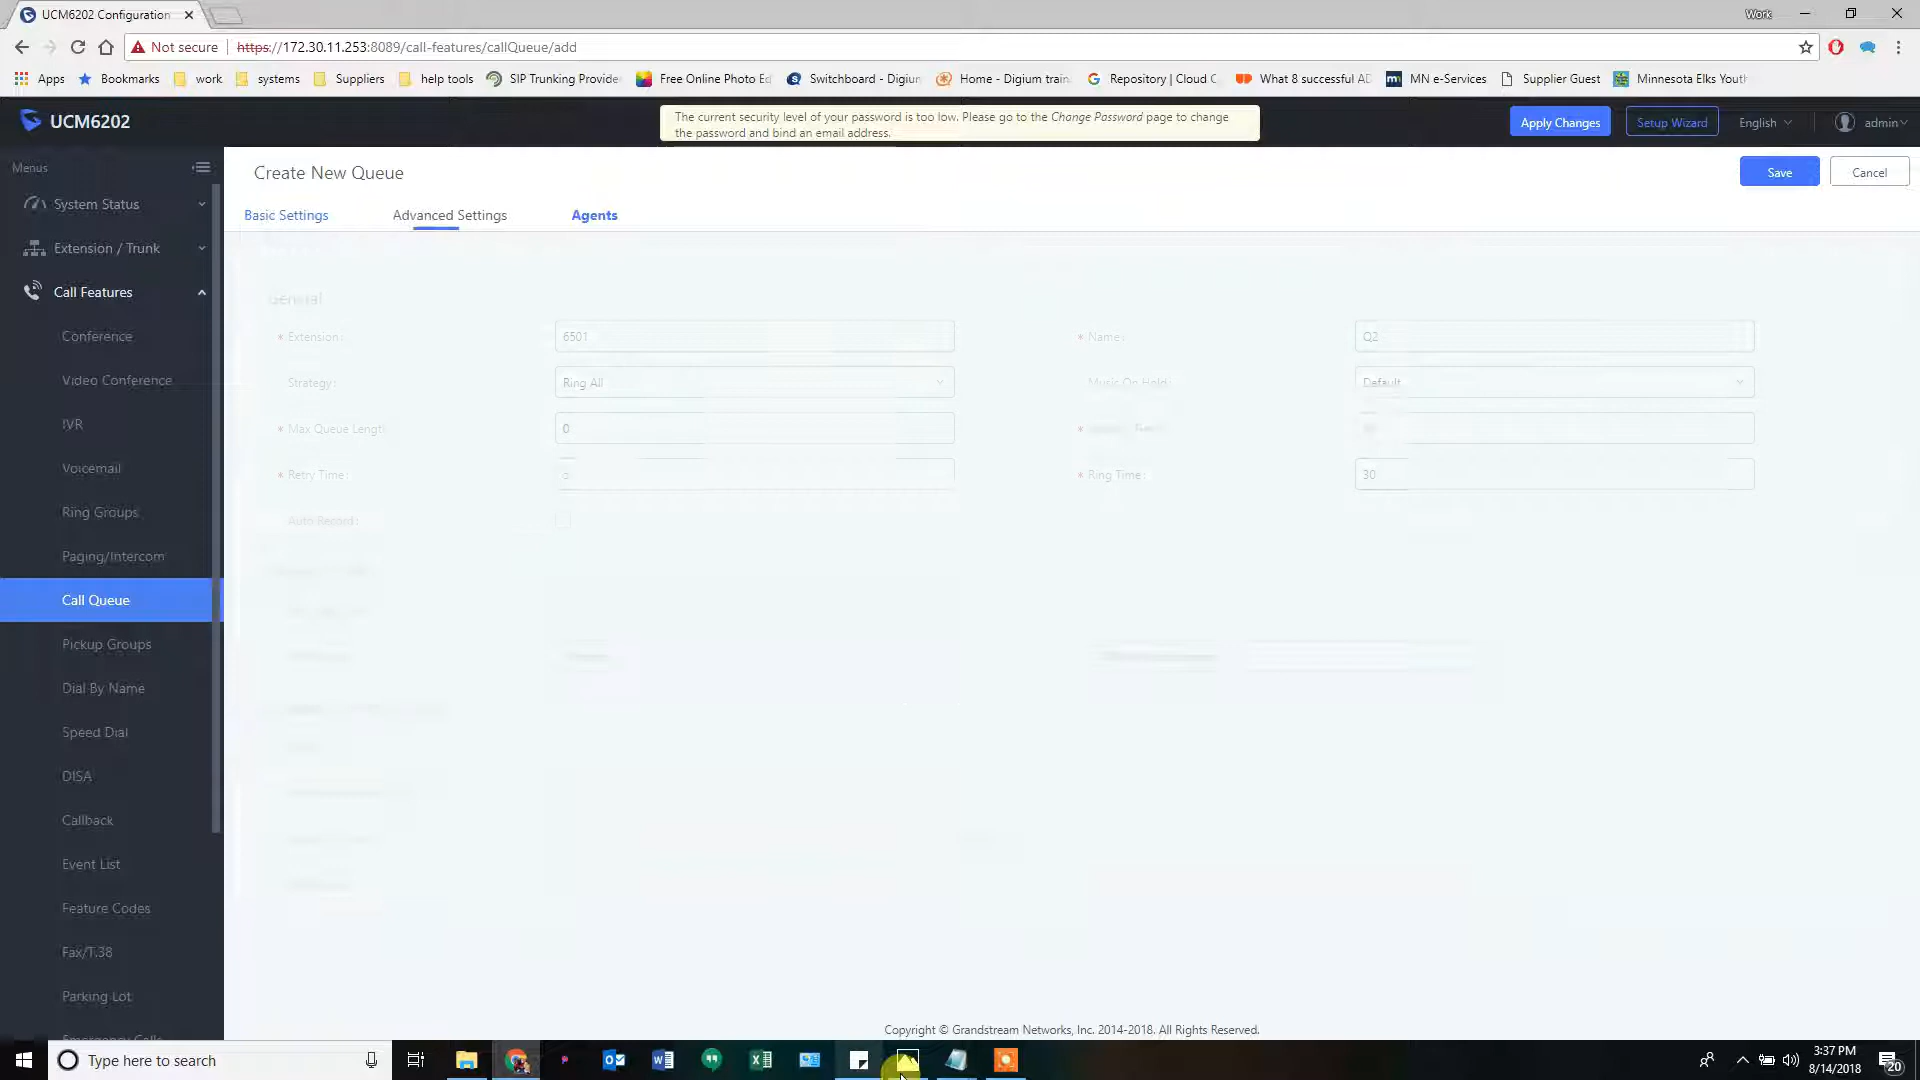 UCM6202 Configuration
Work
Not secure
https://172.30.11.253:8089/call-features/callQueue/add
Apps
Bookmarks
work
systems
Suppliers
help tools
SIP Trunking Provide
Free Online Photo Ed
Switchboard - Digiun
Home - Digium train
Repository | Cloud C
What 8 successful AD
MN e-Services
Supplier Guest
Minnesota Elks Youth
UCM6202
The current security level of your password is too low. Please go to the Change Password page to change
the password and bind an email address.
Apply Changes
Setup Wizard
English
admin
Menus
Create New Queue
Save
Cancel
System Status
Basic Settings
Advanced Settings
Agents
Extension / Trunk
Call Features
General
Conference
* Extension:
6501
* Name:
Q2
Video Conference
Strategy:
Ring All
Music On Hold:
Default
IVR
* Max Queue Length:
0
Voicemail
* Retry Time:
* Ring Time:
30
Ring Groups
Auto Record:
Paging/Intercom
Call Queue
Pickup Groups
Dial By Name
Speed Dial
DISA
Callback
Event List
Feature Codes
Fax/T.38
Parking Lot
Emergency Calls
Copyright © Grandstream Networks, Inc. 2014-2018. All Rights Reserved.
Type here to search
3:37 PM
8/14/2018
20